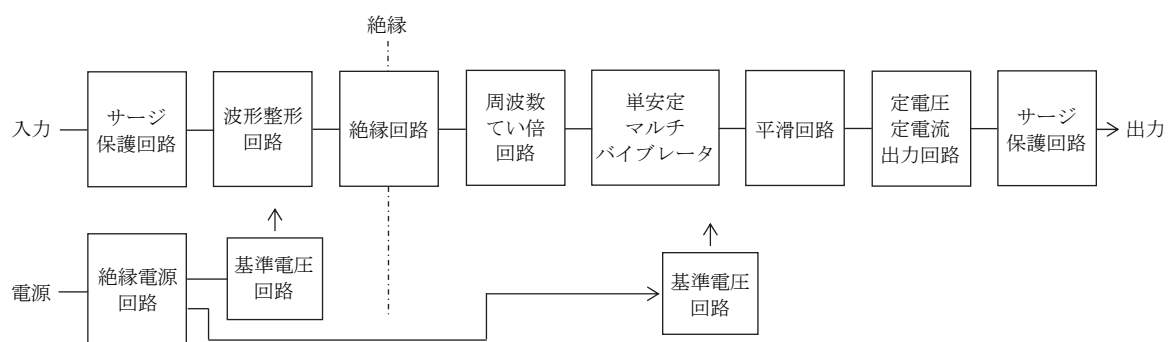 絶縁
入力
サージ
保護回路
波形整形
回路
絶縁回路
周波数
てい倍
回路
単安定
マルチ
バイブレータ
平滑回路
定電圧
定電流
出力回路
サージ
保護回路
出力
電源
絶縁電源
回路
基準電圧
回路
基準電圧
回路